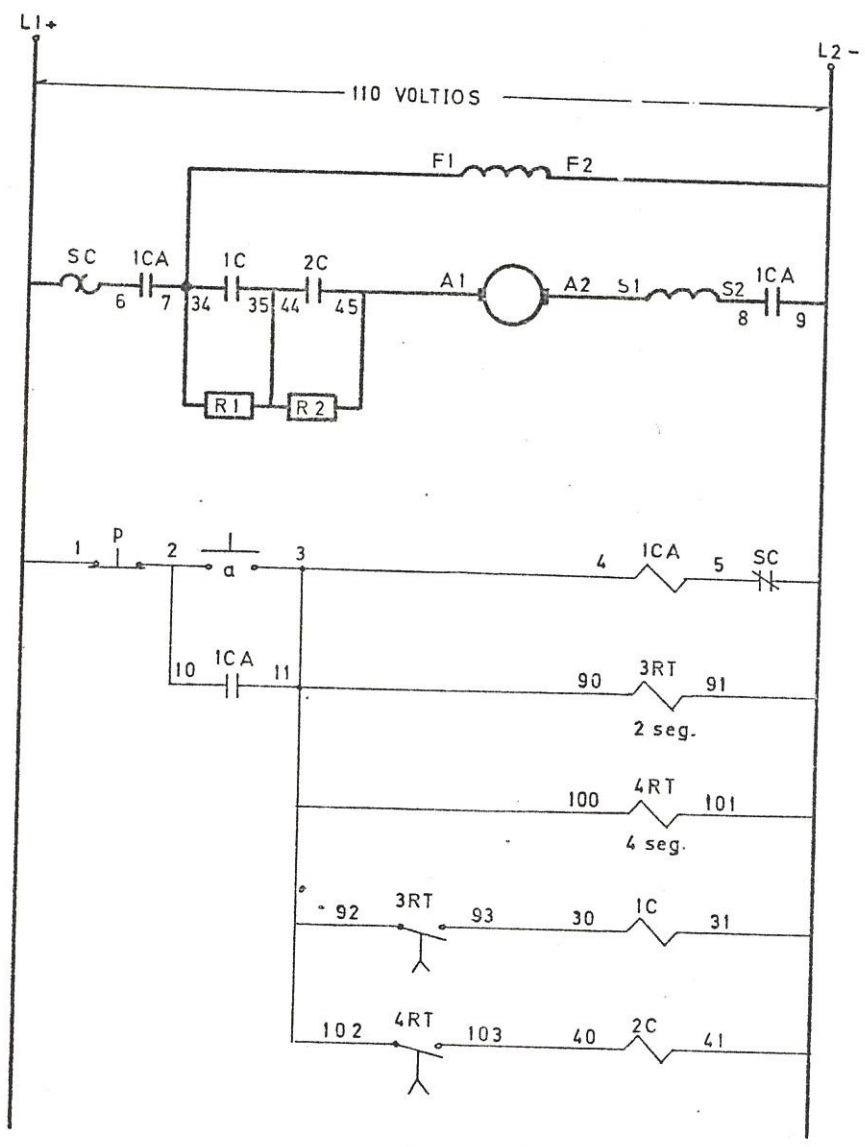 L1+
L2-
110 VOLTIOS
F1 F2
SC 1CA 1C 2C A1 A2 S1 S2 1CA
6 7 34 35 44 45 8 9
R1 R2
1 P 2 a 3 4 1CA 5 SC
10 1CA 11 90 3RT 91
2 seg.
100 4RT 101
4 seg.
92 3RT 93 30 1C 31
102 4RT 103 40 2C 41